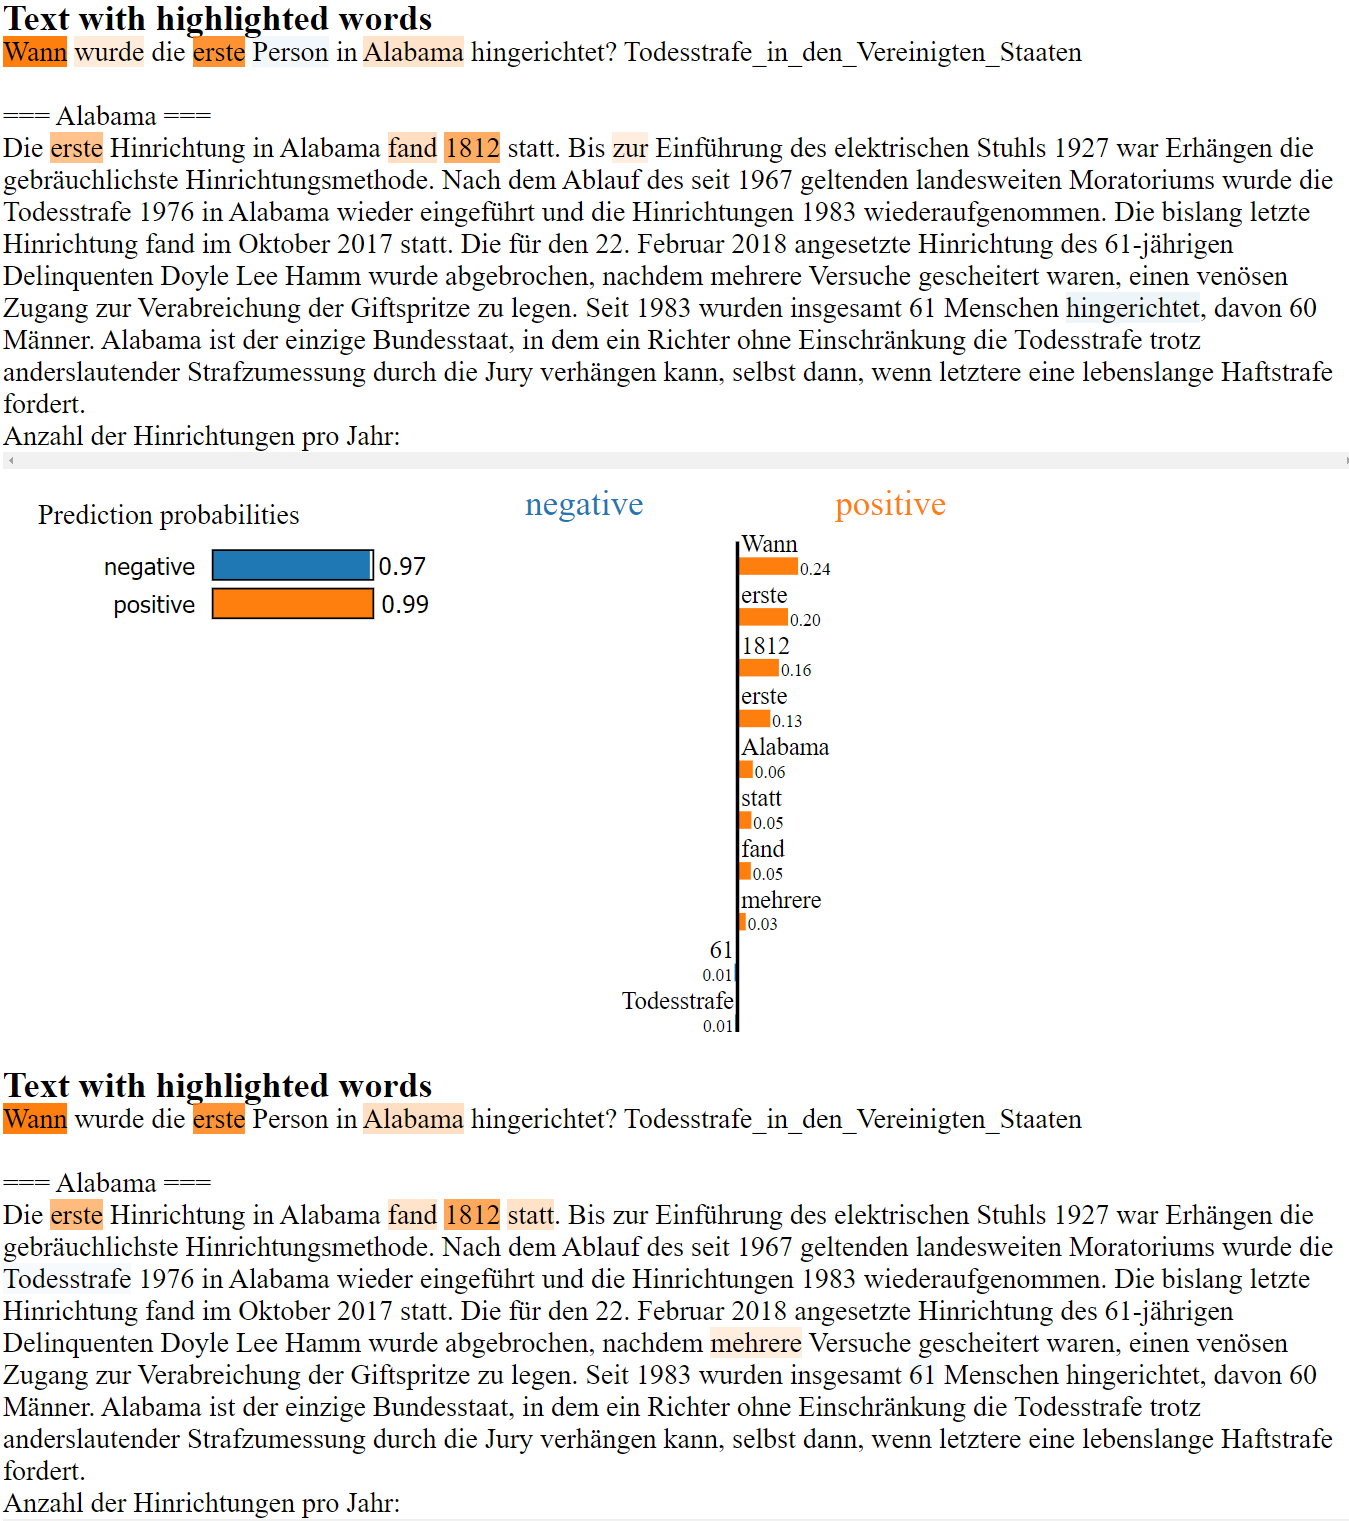 Text with highlighted words
Wann wurde die erste Person in Alabama hingerichtet? Todesstrafe_in_den_Vereinigten_Staaten
=== Alabama ===
Die erste Hinrichtung in Alabama fand 1812 statt. Bis zur Einführung des elektrischen Stuhls 1927 war Erhängen die
gebräuchlichste Hinrichtungsmethode. Nach dem Ablauf des seit 1967 geltenden landesweiten Moratoriums wurde die
Todesstrafe 1976 in Alabama wieder eingeführt und die Hinrichtungen 1983 wiederaufgenommen. Die bislang letzte
Hinrichtung fand im Oktober 2017 statt. Die für den 22. Februar 2018 angesetzte Hinrichtung des 61-jährigen
Delinquenten Doyle Lee Hamm wurde abgebrochen, nachdem mehrere Versuche gescheitert waren, einen venösen
Zugang zur Verabreichung der Giftspritze zu legen. Seit 1983 wurden insgesamt 61 Menschen hingerichtet, davon 60
Männer. Alabama ist der einzige Bundesstaat, in dem ein Richter ohne Einschränkung die Todesstrafe trotz
anderslautender Strafzumessung durch die Jury verhängen kann, selbst dann, wenn letztere eine lebenslange Haftstrafe
fordert.
Anzahl der Hinrichtungen pro Jahr:
Prediction probabilities
negative 0.97
positive 0.99
negative positive
Wann
0.24
erste
0.20
1812
0.16
erste
0.13
Alabama
0.06
statt
0.05
fand
0.05
mehrere
0.03
61
0.01
Todesstrafe
0.01
Text with highlighted words
Wann wurde die erste Person in Alabama hingerichtet? Todesstrafe_in_den_Vereinigten_Staaten
=== Alabama ===
Die erste Hinrichtung in Alabama fand 1812 statt. Bis zur Einführung des elektrischen Stuhls 1927 war Erhängen die
gebräuchlichste Hinrichtungsmethode. Nach dem Ablauf des seit 1967 geltenden landesweiten Moratoriums wurde die
Todesstrafe 1976 in Alabama wieder eingeführt und die Hinrichtungen 1983 wiederaufgenommen. Die bislang letzte
Hinrichtung fand im Oktober 2017 statt. Die für den 22. Februar 2018 angesetzte Hinrichtung des 61-jährigen
Delinquenten Doyle Lee Hamm wurde abgebrochen, nachdem mehrere Versuche gescheitert waren, einen venösen
Zugang zur Verabreichung der Giftspritze zu legen. Seit 1983 wurden insgesamt 61 Menschen hingerichtet, davon 60
Männer. Alabama ist der einzige Bundesstaat, in dem ein Richter ohne Einschränkung die Todesstrafe trotz
anderslautender Strafzumessung durch die Jury verhängen kann, selbst dann, wenn letztere eine lebenslange Haftstrafe
fordert.
Anzahl der Hinrichtungen pro Jahr: